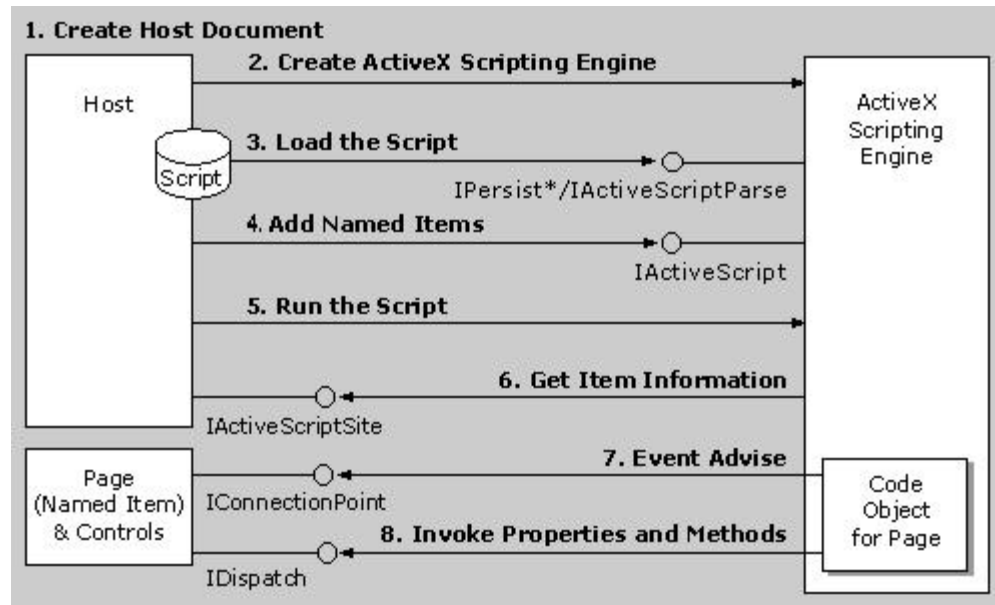 1. Create Host Document
2. Create ActiveX Scripting Engine
Host
ActiveX
Scripting
Engine
3. Load the Script
Script
IPersist*/IActiveScriptParse
4. Add Named Items
IActiveScript
5. Run the Script
6. Get Item Information
IActiveScriptSite
7. Event Advise
Page
(Named Item)
& Controls
IConnectionPoint
Code
Object
for Page
8. Invoke Properties and Methods
IDispatch